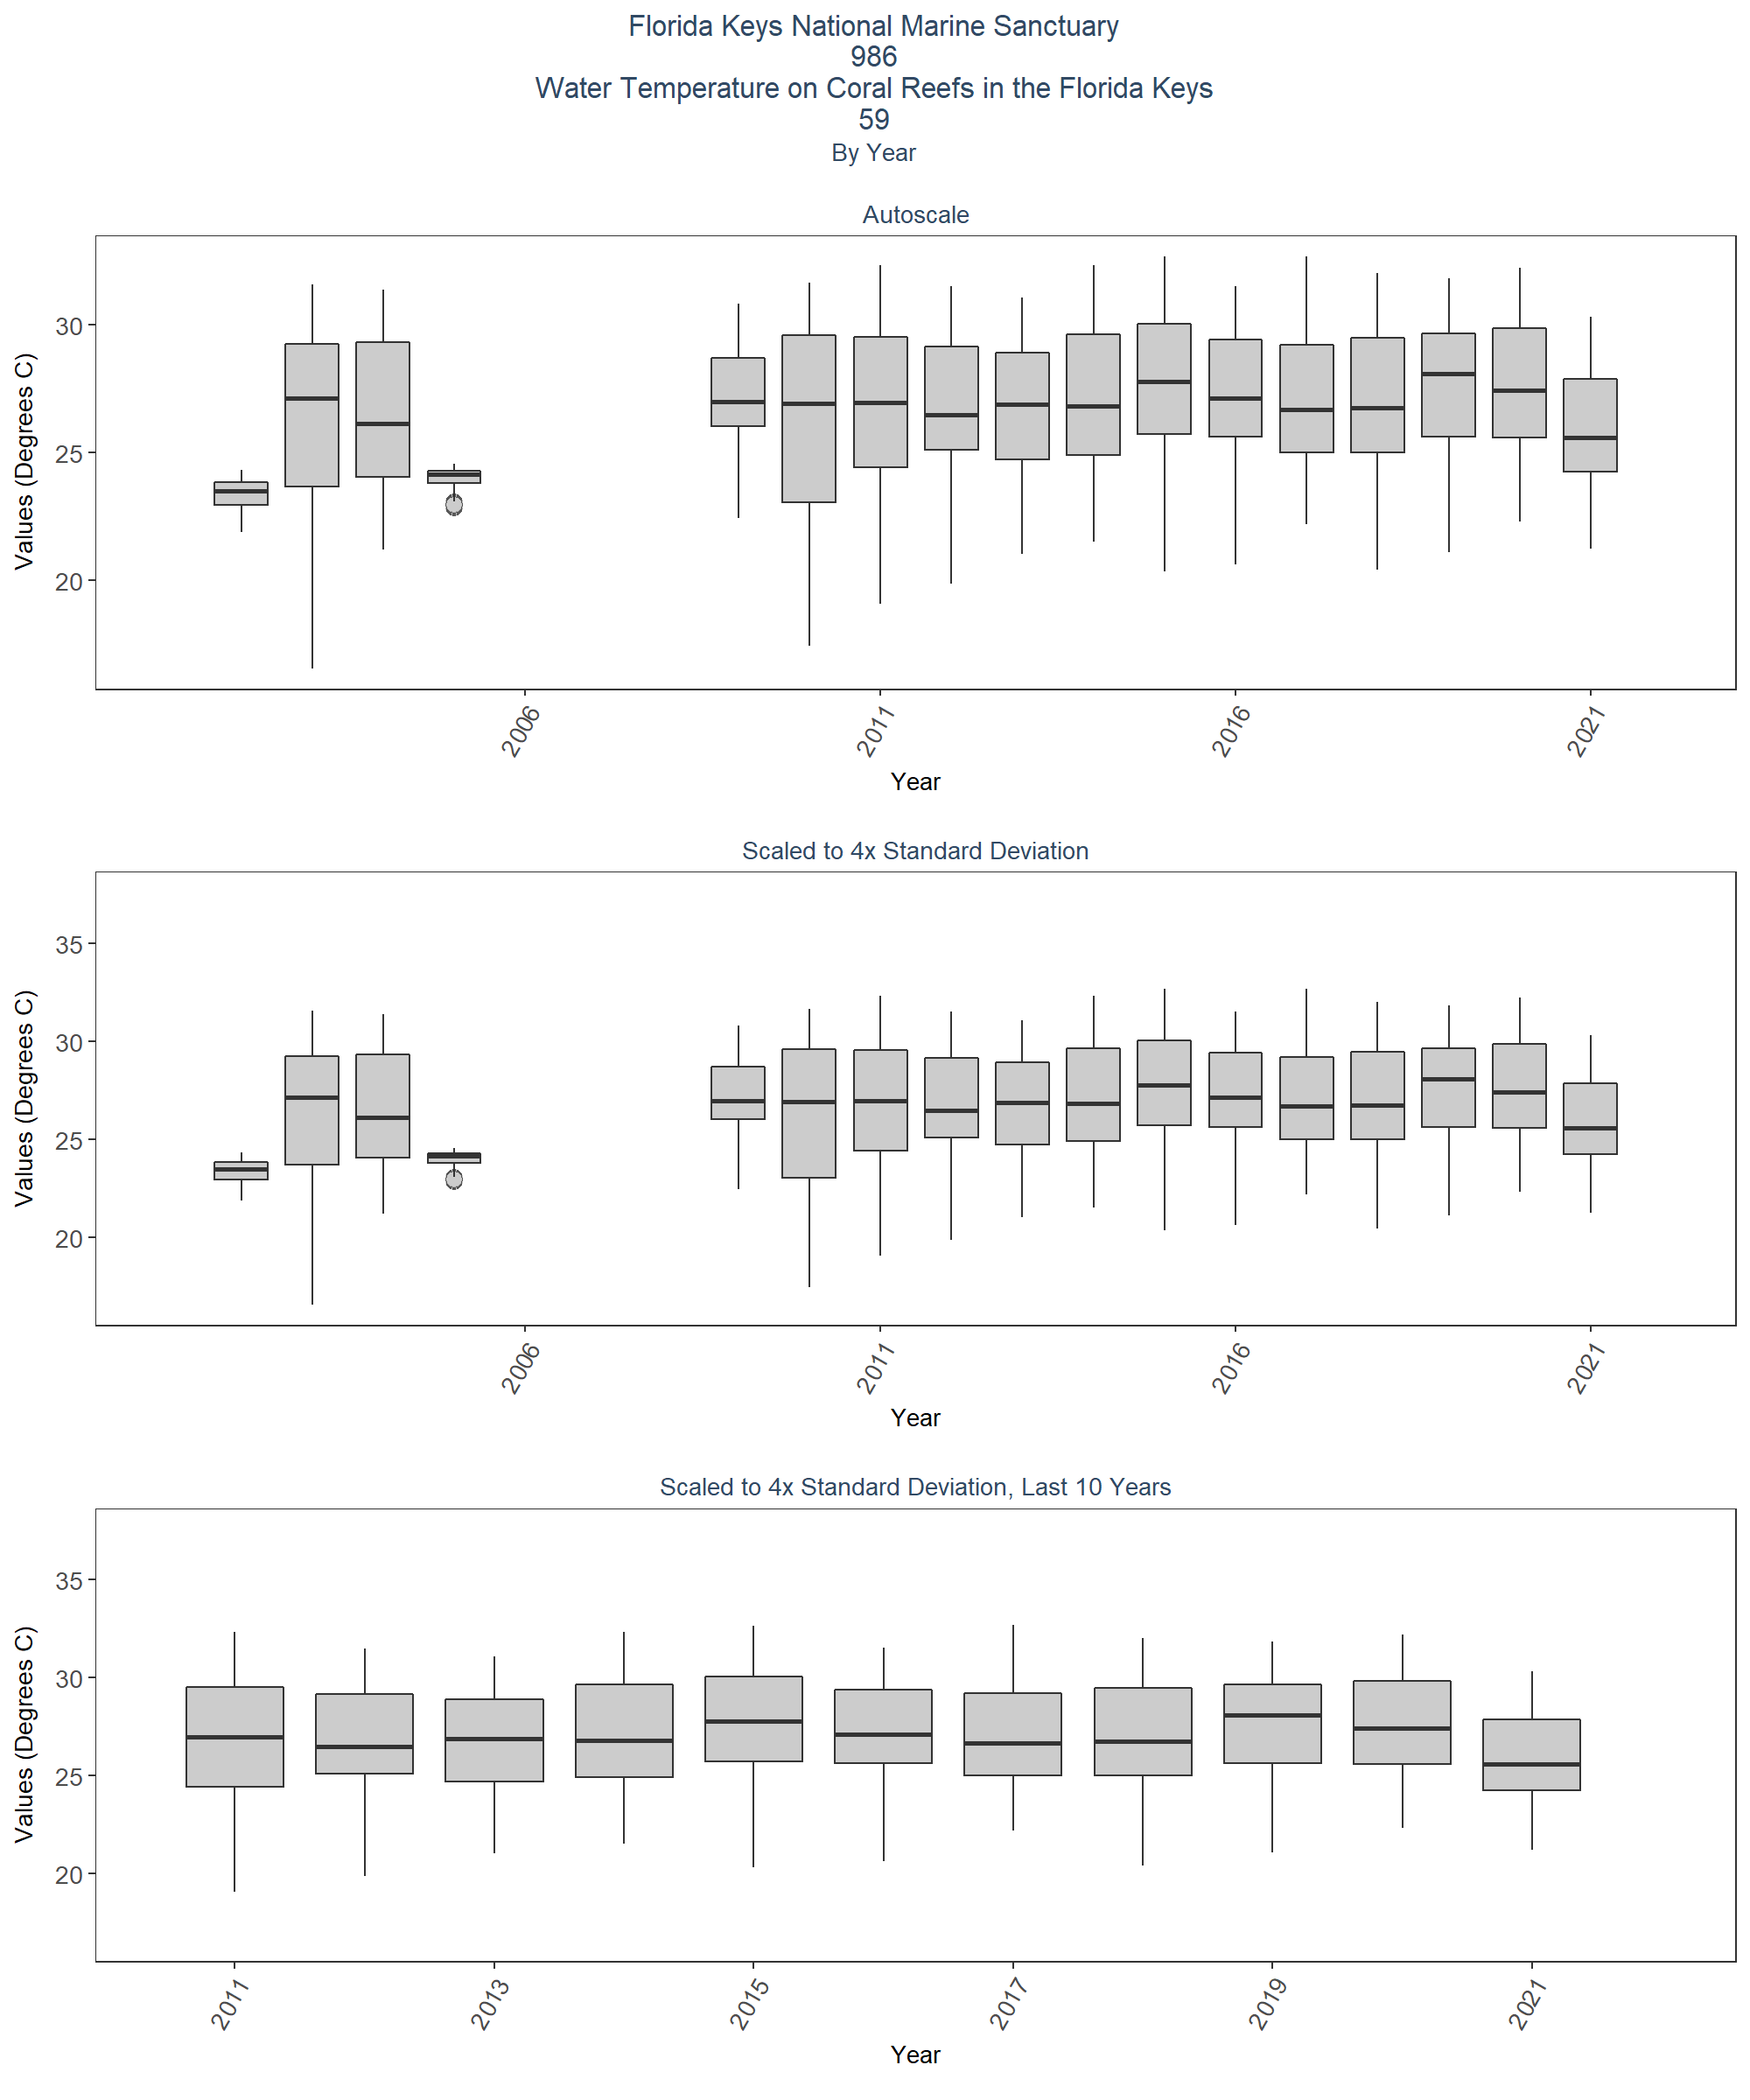 Florida Keys National Marine Sanctuary
986
Water Temperature on Coral Reefs in the Florida Keys
59
By Year
Autoscale
Values (Degrees C)
30
25
20
2006
2011
2016
2021
Year
Scaled to 4x Standard Deviation
Values (Degrees C)
35
30
25
20
2006
2011
2016
2021
Year
Scaled to 4x Standard Deviation, Last 10 Years
Values (Degrees C)
35
30
25
20
2011
2013
2015
2017
2019
2021
Year